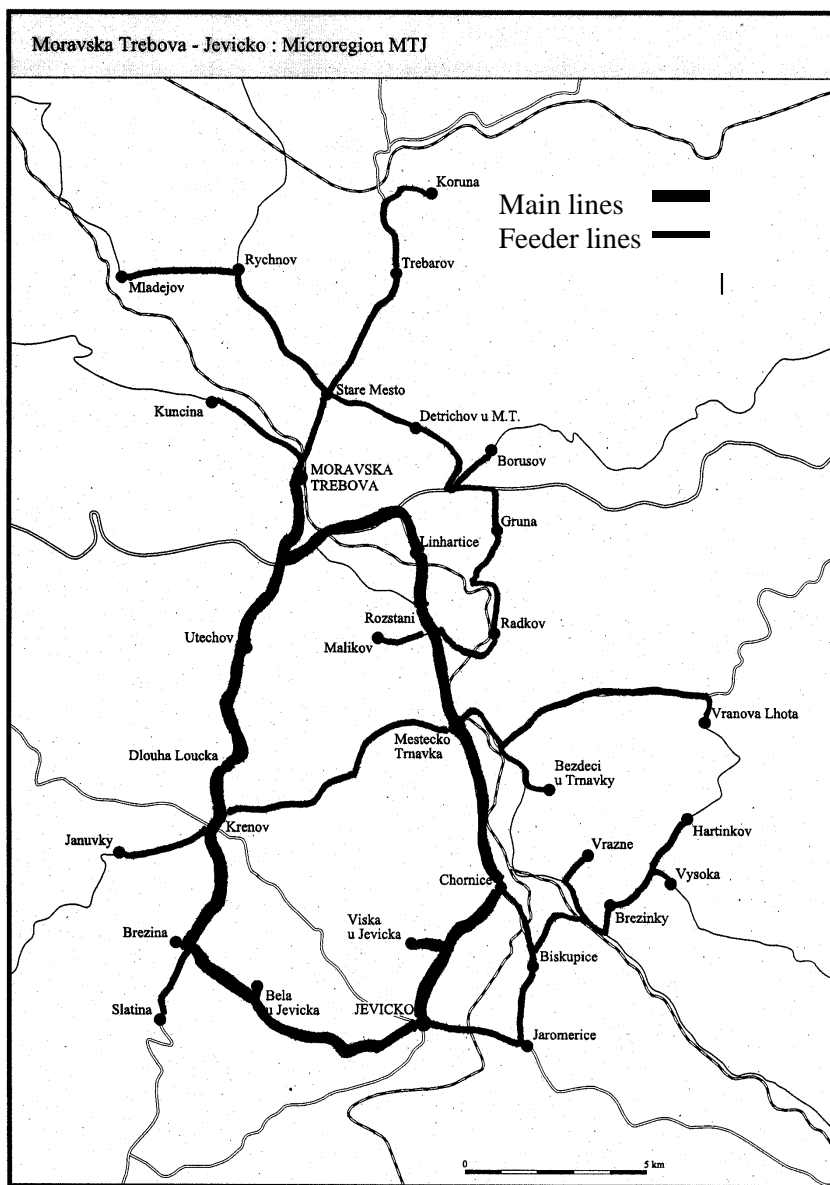 Moravska Trebova - Jevicko : Microregion MTJ
Koruna
Main lines
Feeder lines
Rychnov
Trebarov
Mladejov
Stare Mesto
Kuncina
Detrichov u M.T.
Borusov
MORAVSKA
TREBOVA
Gruna
Linhartice
Rozstani
Radkov
Utechov
Malikov
Vranova Lhota
Mestecko
Trnavka
Dlouha Loucka
Bezdeci
u Trnavky
Krenov
Hartinkov
Januvky
Vrazne
Chornice
Vysoka
Viska
u Jevicka
Brezinky
Brezina
Biskupice
Bela
u Jevicka
Slatina
JEVICKO
Jaromerice
0
5 km